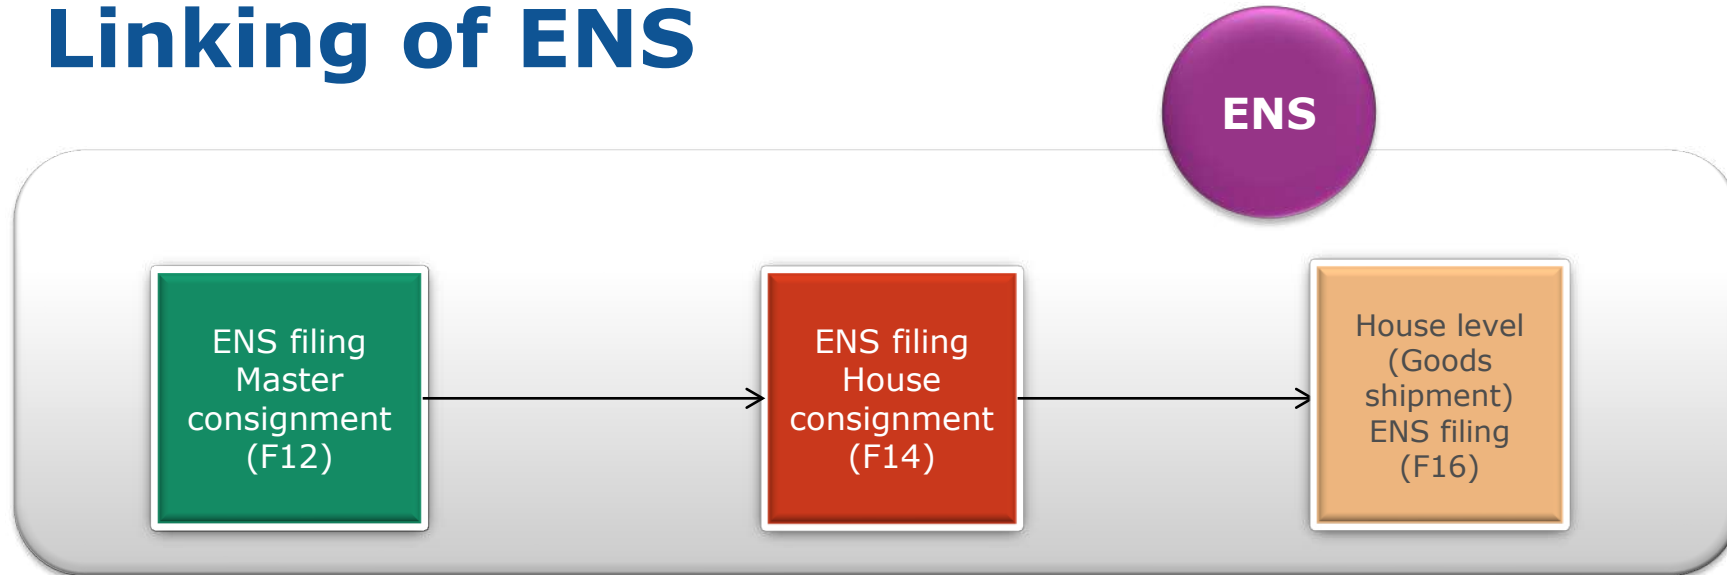 Linking of ENS
ENS
ENS filing
Master
consignment
(F12)
ENS filing
House
consignment
(F14)
House level
(Goods
shipment)
ENS filing
(F16)